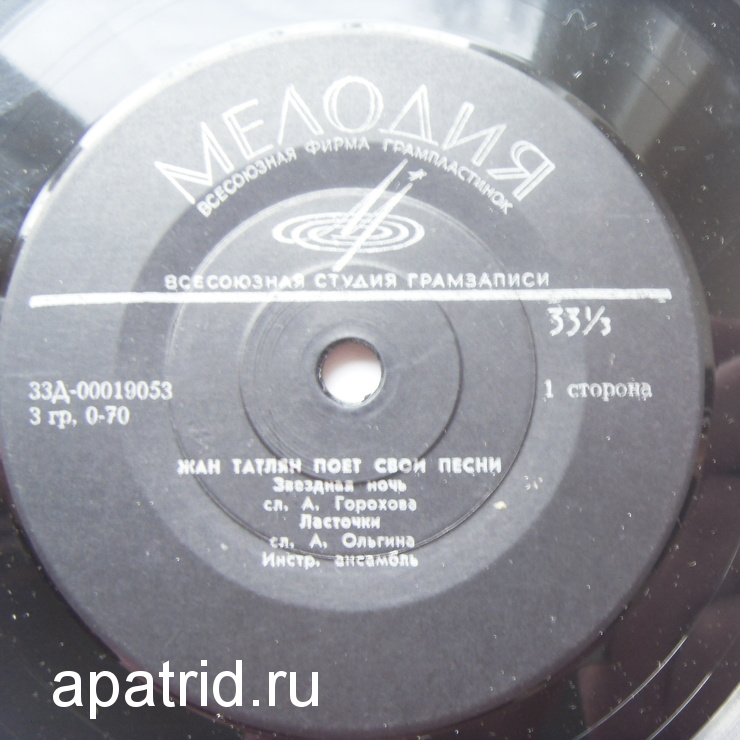 МЕЛОДИЯ
ВСЕСОЮЗНАЯ ФИРМА ГРАМПЛАСТИНОК
ВСЕСОЮЗНАЯ СТУДИЯ ГРАМЗАПИСИ
33⅓
33Д-00019053
3 гр. 0-70
1 сторона
ЖАН ТАТЛЯН ПОЕТ СВОИ ПЕСНИ
Звездная ночь
сл. А. Горохова
Ласточки
сл. А. Ольгина
Инстр. ансамбль
apatrid.ru